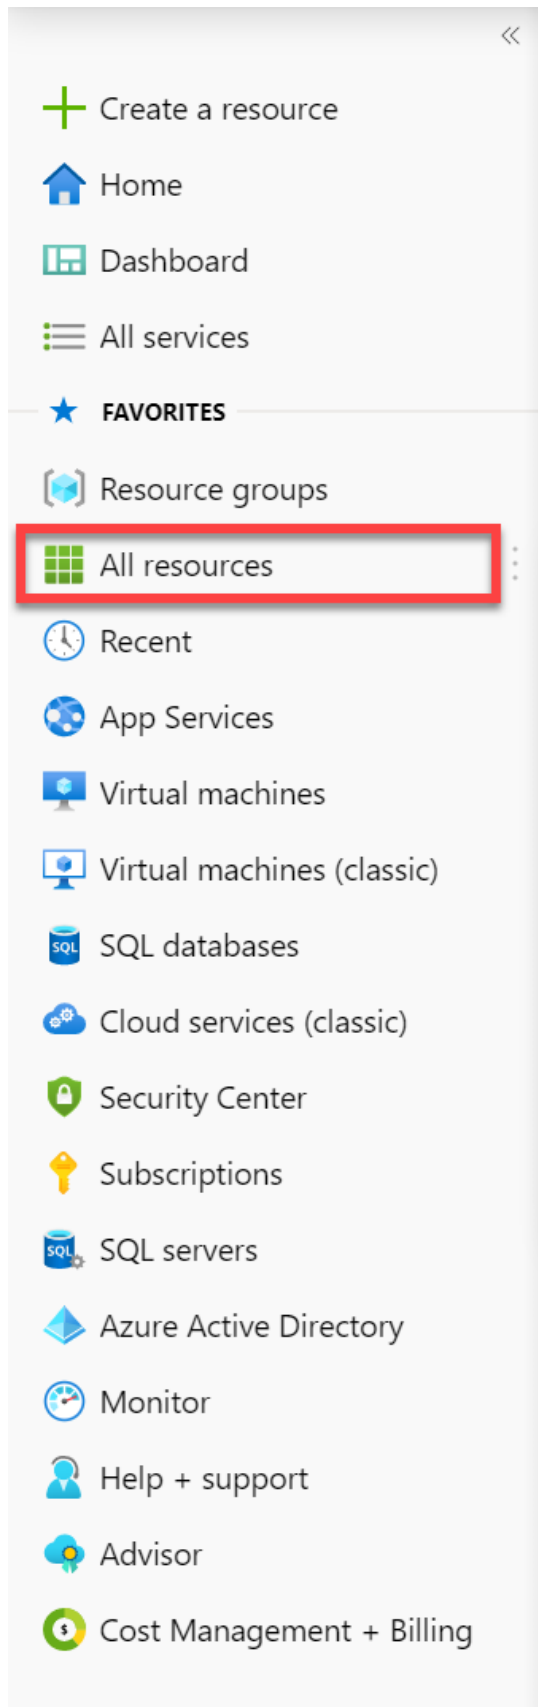 Create a resource
Home
Dashboard
All services
FAVORITES
Resource groups
All resources
Recent
App Services
Virtual machines
Virtual machines (classic)
SQL databases
Cloud services (classic)
Security Center
Subscriptions
SQL servers
Azure Active Directory
Monitor
Help + support
Advisor
Cost Management + Billing